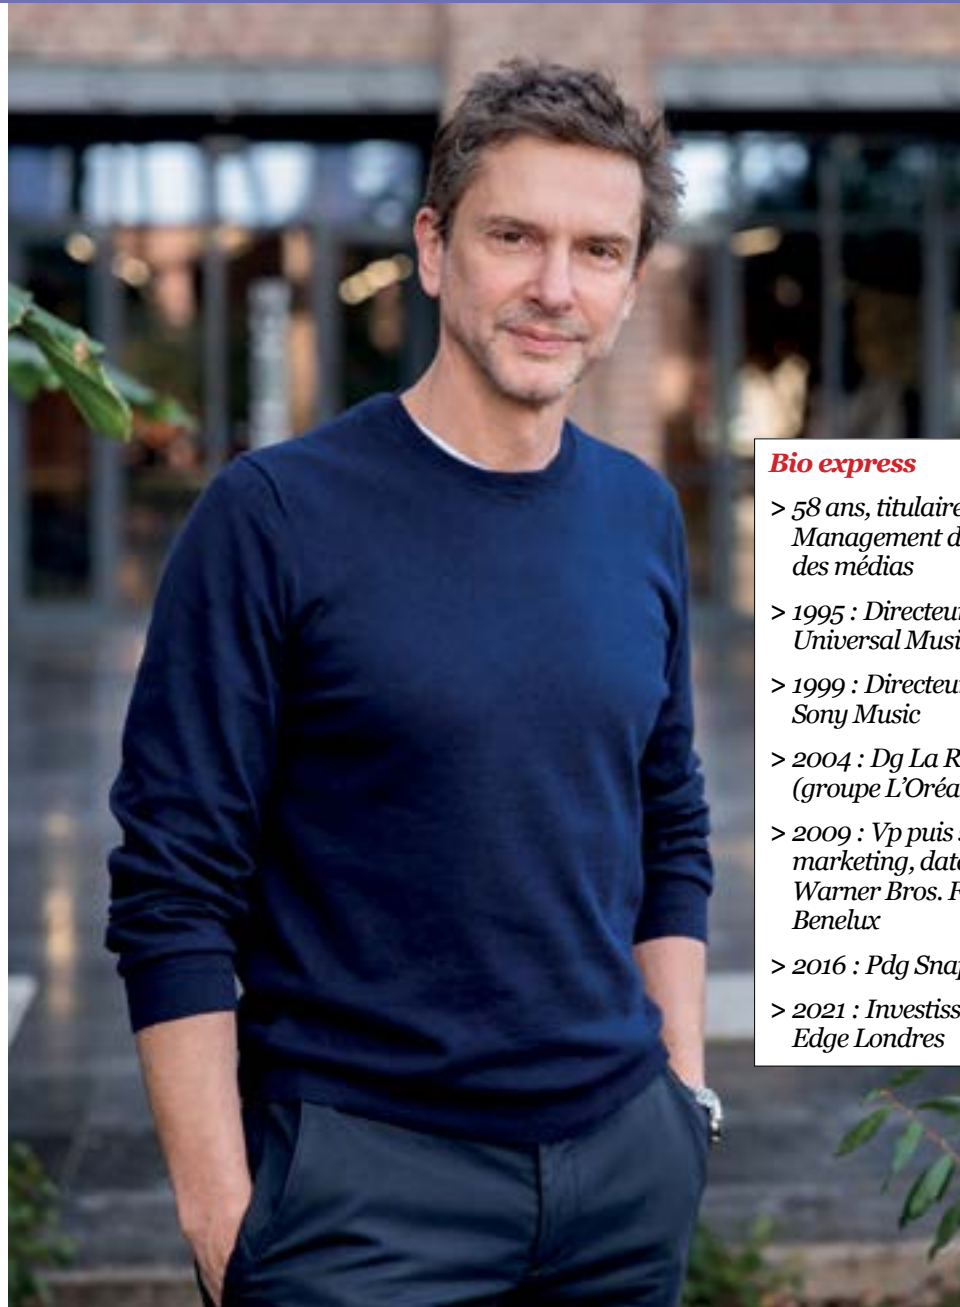 Bio express
> 58 ans, titulaire
Management d
des médias
> 1995 : Directeu
Universal Musi
> 1999 : Directeu
Sony Music
> 2004 : Dg La R
(groupe L’Oréa
> 2009 : Vp puis
marketing, dat
Warner Bros. F
Benelux
> 2016 : Pdg Sna
> 2021 : Investiss
Edge Londres